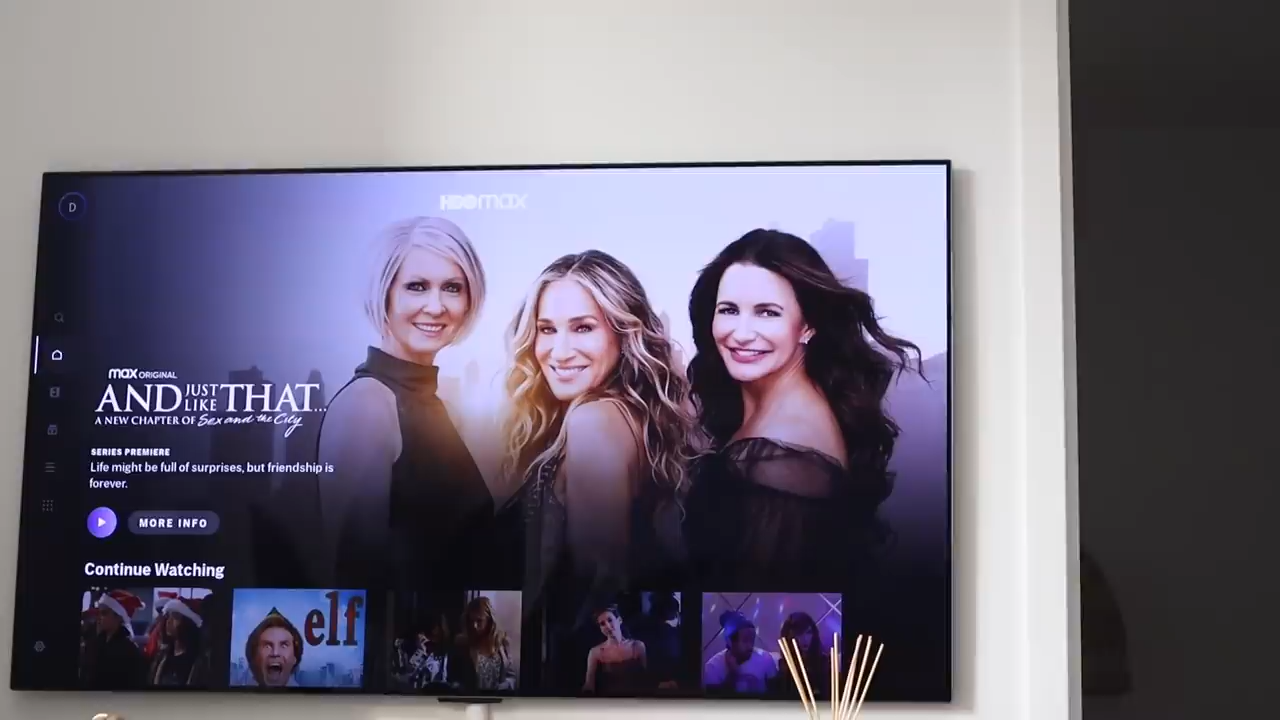 D
HBOmax
max ORIGINAL
AND JUST LIKE THAT...
A NEW CHAPTER OF Sex and the City
SERIES PREMIERE
Life might be full of surprises, but friendship is
forever.
MORE INFO
Continue Watching
elf